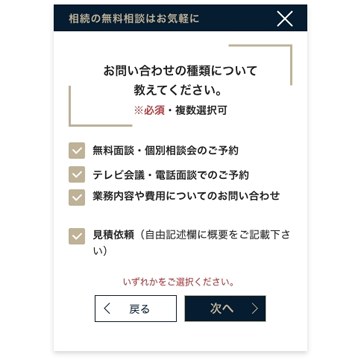 相続の無料相談はお気軽に
お問い合わせの種類について
教えてください。
※必須・複数選択可
無料面談・個別相談会のご予約
テレビ会議・電話面談でのご予約
業務内容や費用についてのお問い合わせ
見積依頼（自由記述欄に概要をご記載下さ
い）
いずれかをご選択ください。
戻る
次へ